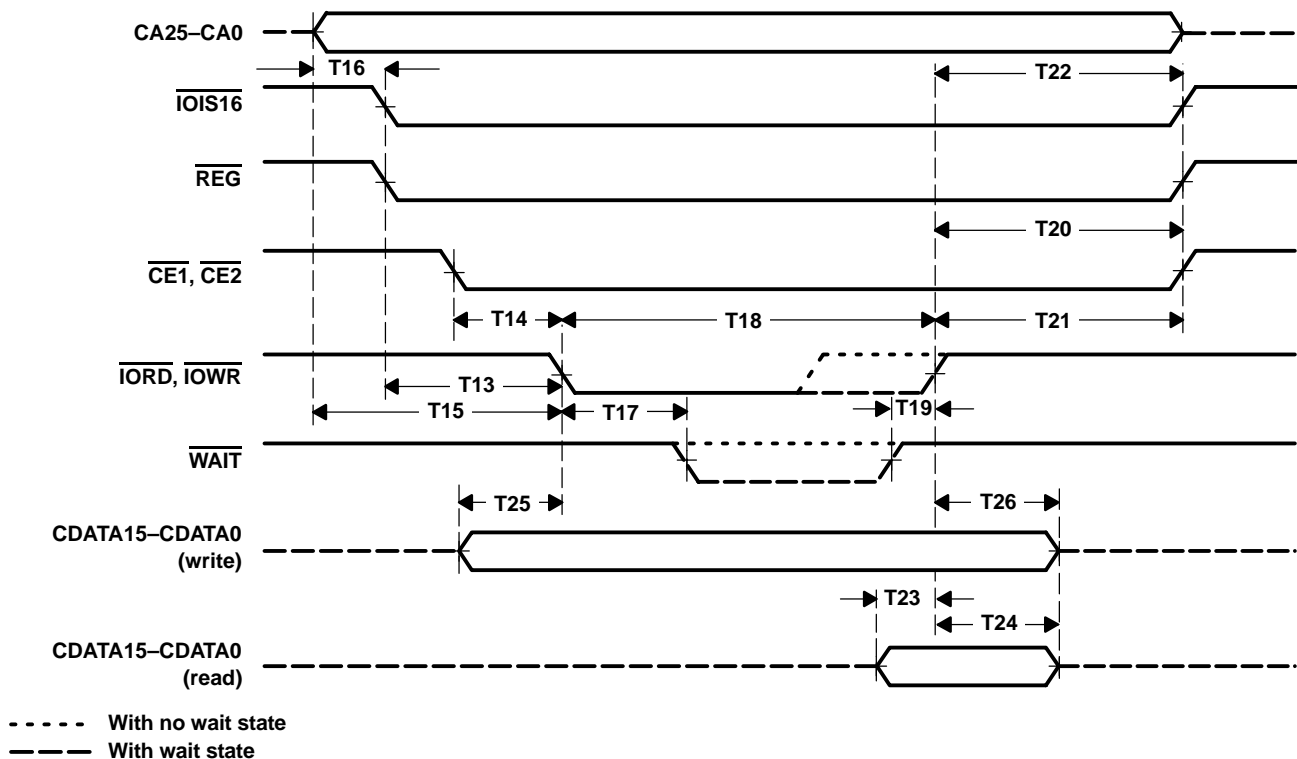 CA25–CA0
T16
T22
IOIS16
REG
T20
CE1, CE2
T14
T18
T21
IORD, IOWR
T13
T19
T15
T17
WAIT
T25
T26
CDATA15–CDATA0
(write)
T23
T24
CDATA15–CDATA0
(read)
With no wait state
With wait state